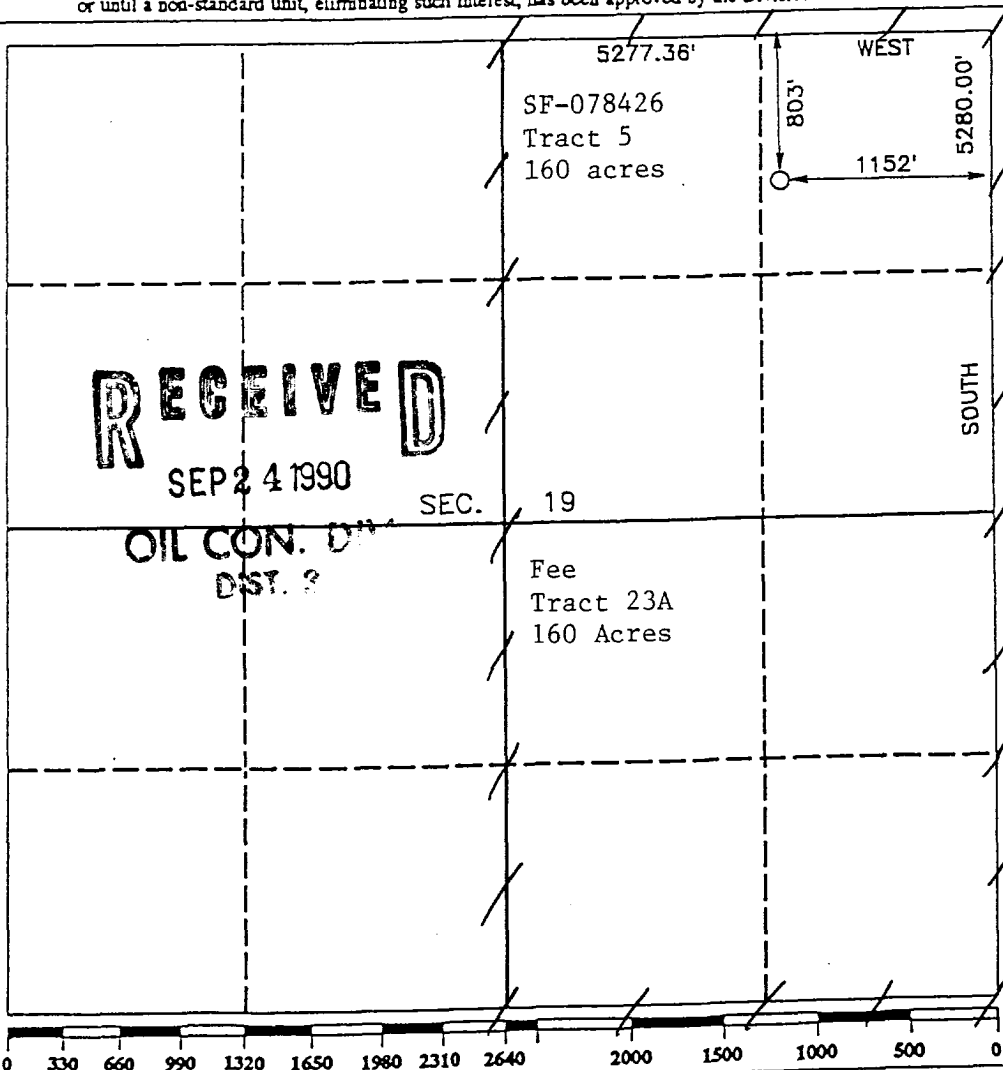 or until a non-standard unit, eliminating such interest, has been approved by the
5277.36'
WEST
SF-078426
Tract 5
160 acres
803'
5280.00'
1152'
SOUTH
RECEIVED
SEP 24 1990
OIL CON.
DIST.
SEC. 19
Fee
Tract 23A
160 Acres
0 330 660 990 1320 1650 1980 2310 2640 2000 1500 1000 500 0